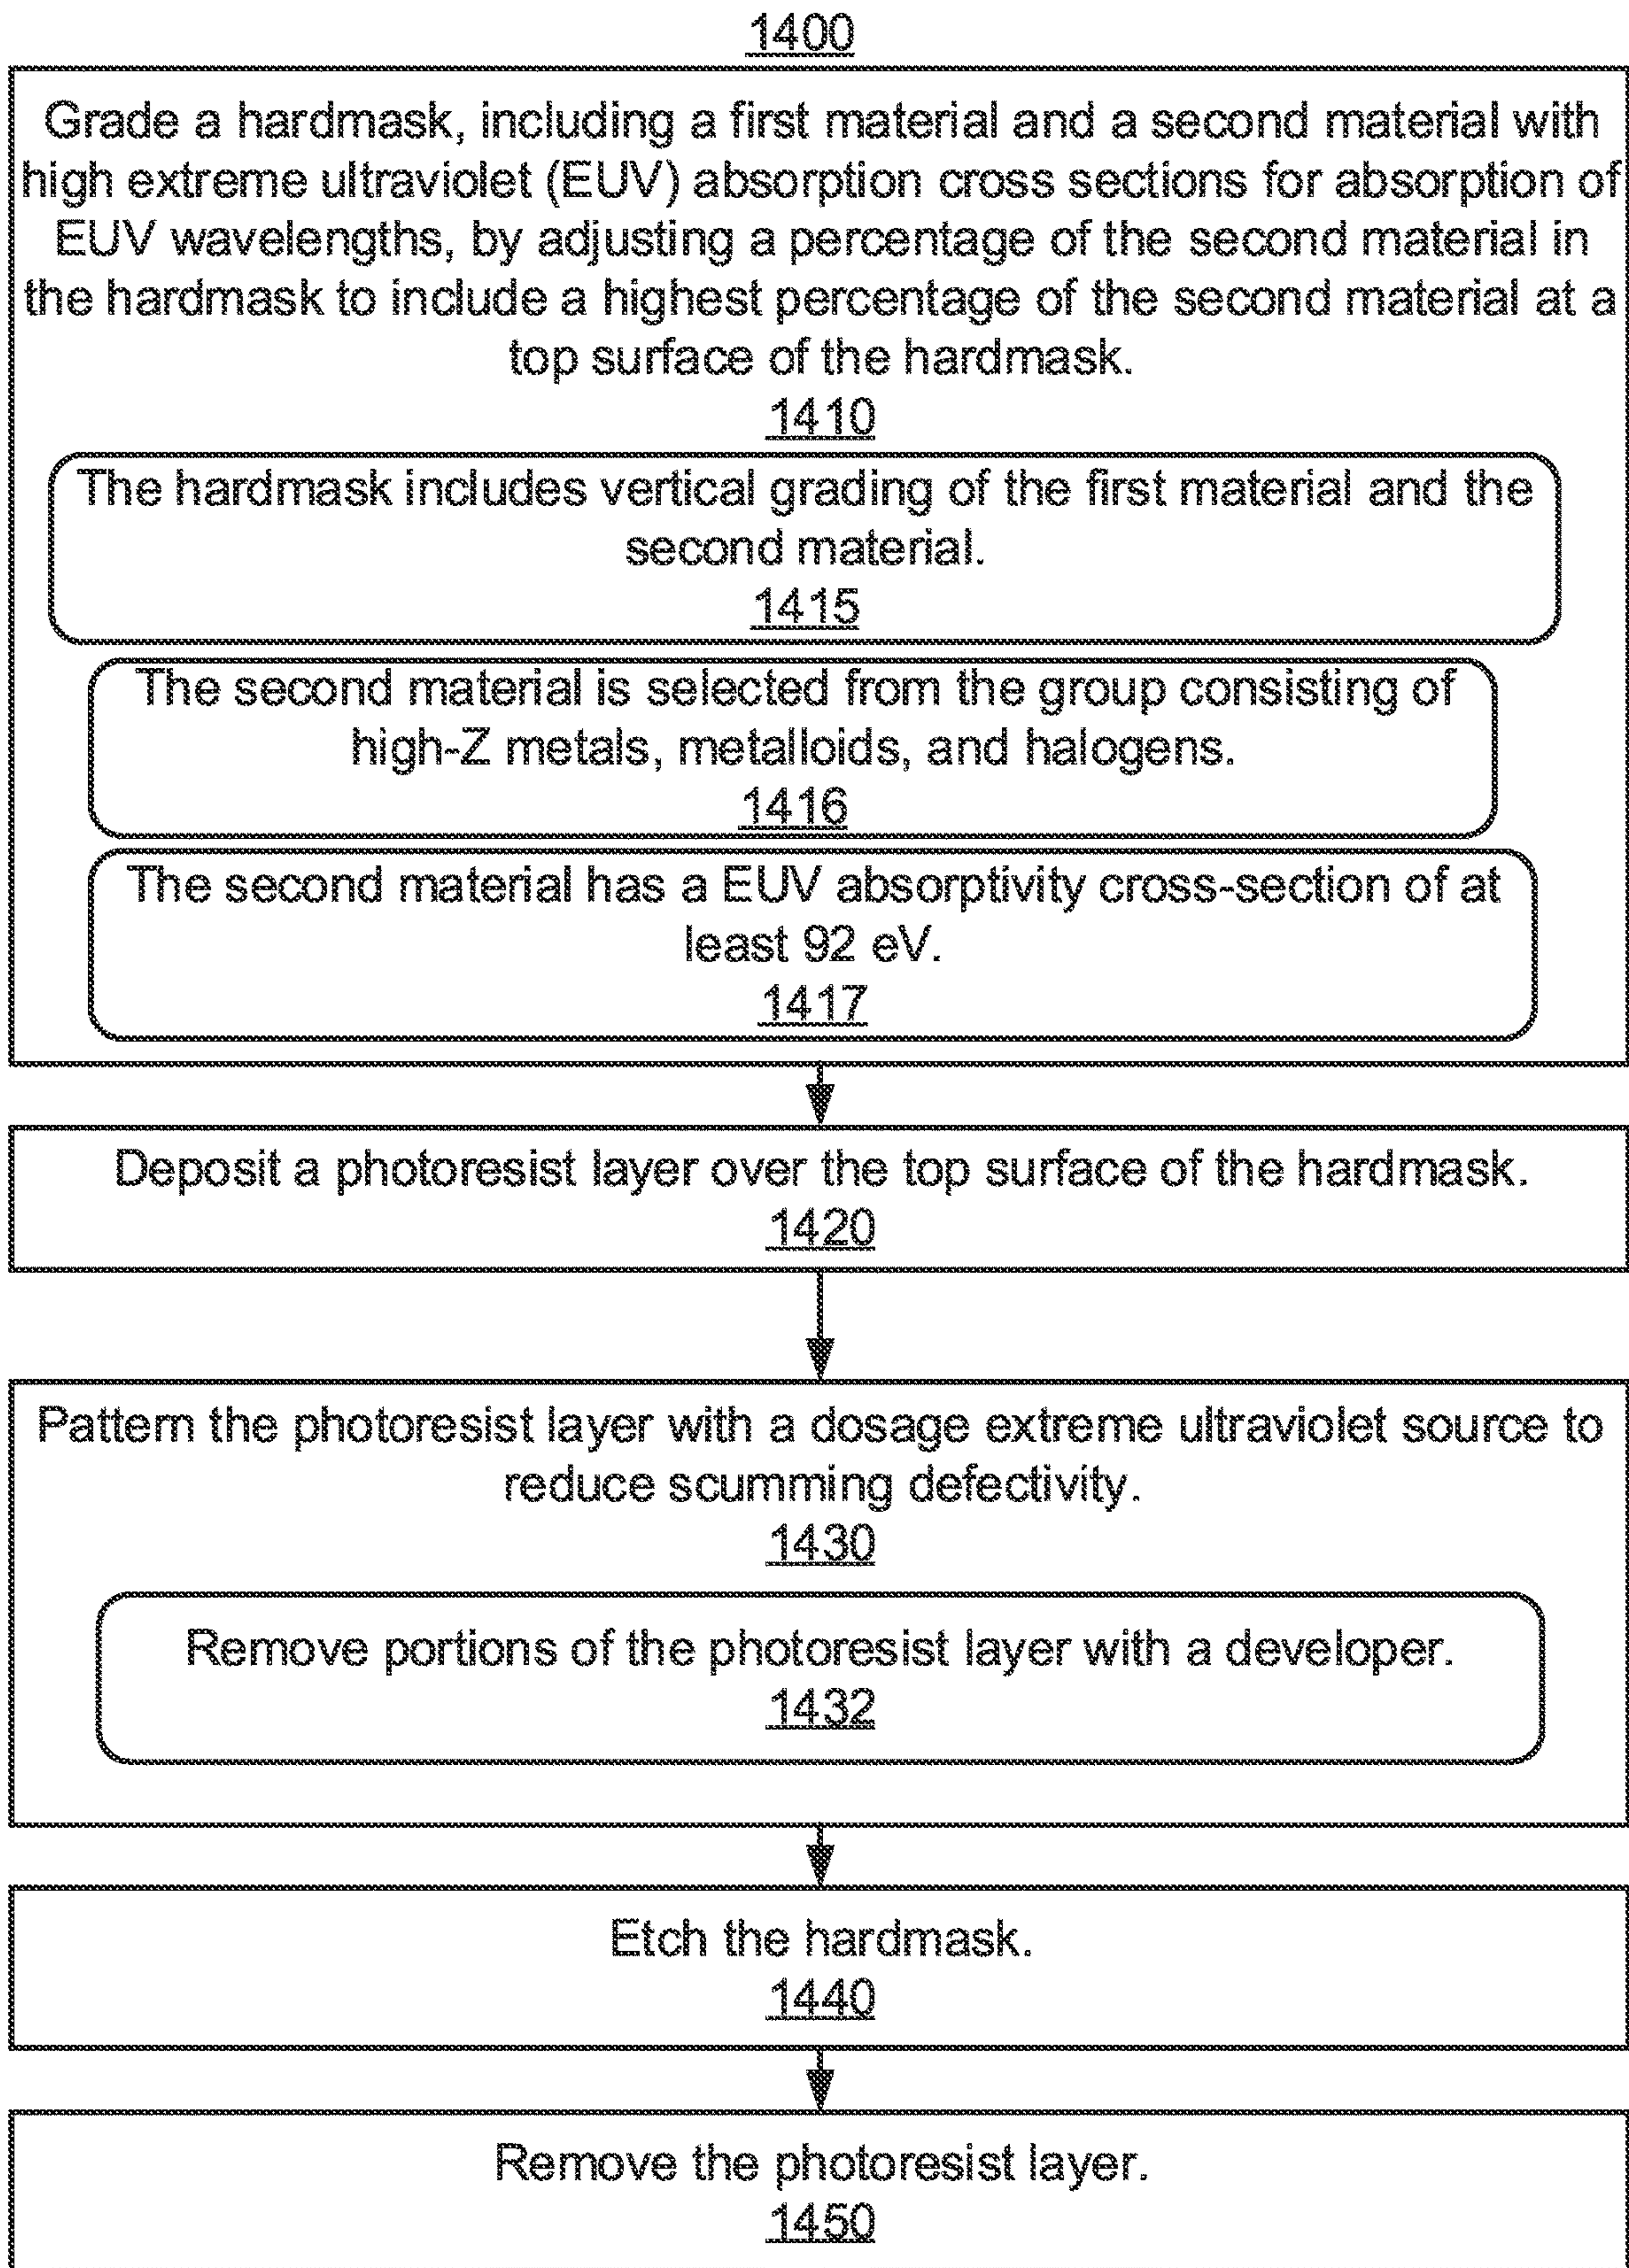 1400
Grade a hardmask, including a first material and a second material with
high extreme ultraviolet (EUV) absorption cross sections for absorption of
EUV wavelengths, by adjusting a percentage of the second material in
the hardmask to include a highest percentage of the second material at a
top surface of the hardmask.
1410
The hardmask includes vertical grading of the first material and the
second material.
1415
The second material is selected from the group consisting of
high-Z metals, metalloids, and halogens.
1416
The second material has a EUV absorptivity cross-section of at
least 92 eV.
1417
Deposit a photoresist layer over the top surface of the hardmask.
1420
Pattern the photoresist layer with a dosage extreme ultraviolet source to
reduce scumming defectivity.
1430
Remove portions of the photoresist layer with a developer.
1432
Etch the hardmask.
1440
Remove the photoresist layer.
1450